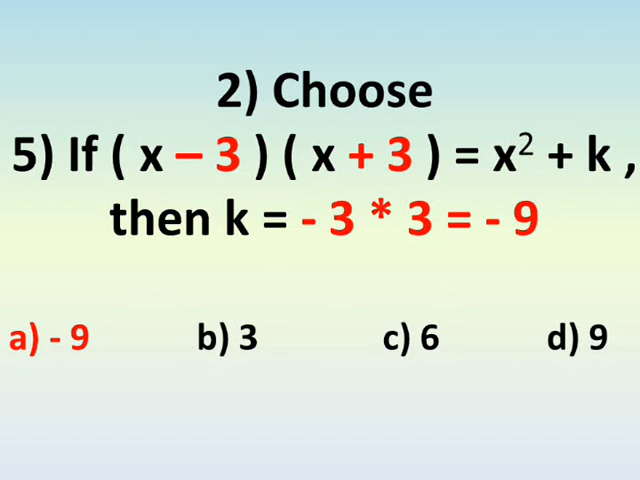 2) Choose
5) If ( x – 3 ) ( x + 3 ) = x² + k ,
then k = - 3 * 3 = - 9
a) - 9 b) 3 c) 6 d) 9